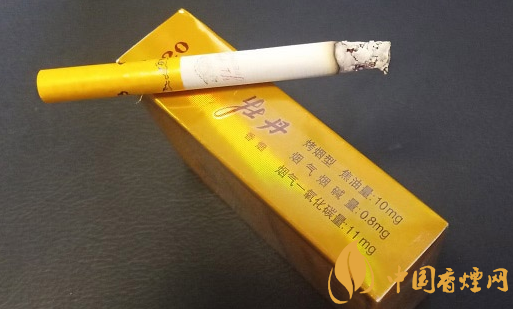 牡丹
烤烟型 焦油量:10mg
烟气烟碱量:0.8mg
烟气一氧化碳量:11mg
中国香煙网